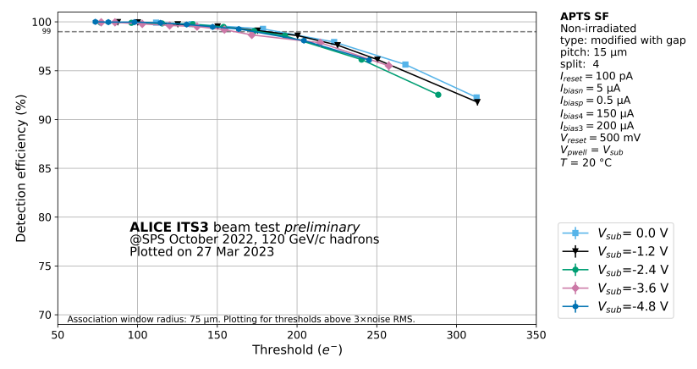 100
99
95
90
85
80
75
70
Detection efficiency (%)
ALICE ITS3 beam test preliminary
@SPS October 2022, 120 GeV/c hadrons
Plotted on 27 Mar 2023
Association window radius: 75 μm. Plotting for thresholds above 3×noise RMS.
50 100 150 200 250 300 350
Threshold (e⁻)
APTS SF
Non-irradiated
type: modified with gap
pitch: 15 μm
split: 4
I_reset = 100 pA
I_biasn = 5 μA
I_biasp = 0.5 μA
I_bias4 = 150 μA
I_bias3 = 200 μA
V_reset = 500 mV
V_pwell = V_sub
T = 20 °C
V_sub= 0.0 V
V_sub=-1.2 V
V_sub=-2.4 V
V_sub=-3.6 V
V_sub=-4.8 V